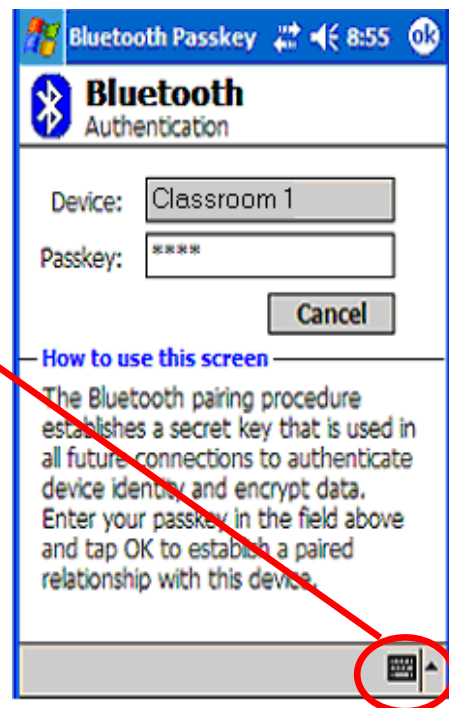 Bluetooth Passkey 8:55 ok
Bluetooth
Authentication
Device: Classroom 1
Passkey: ****
Cancel
How to use this screen
The Bluetooth pairing procedure
establishes a secret key that is used in
all future connections to authenticate
device identity and encrypt data.
Enter your passkey in the field above
and tap OK to establish a paired
relationship with this device.